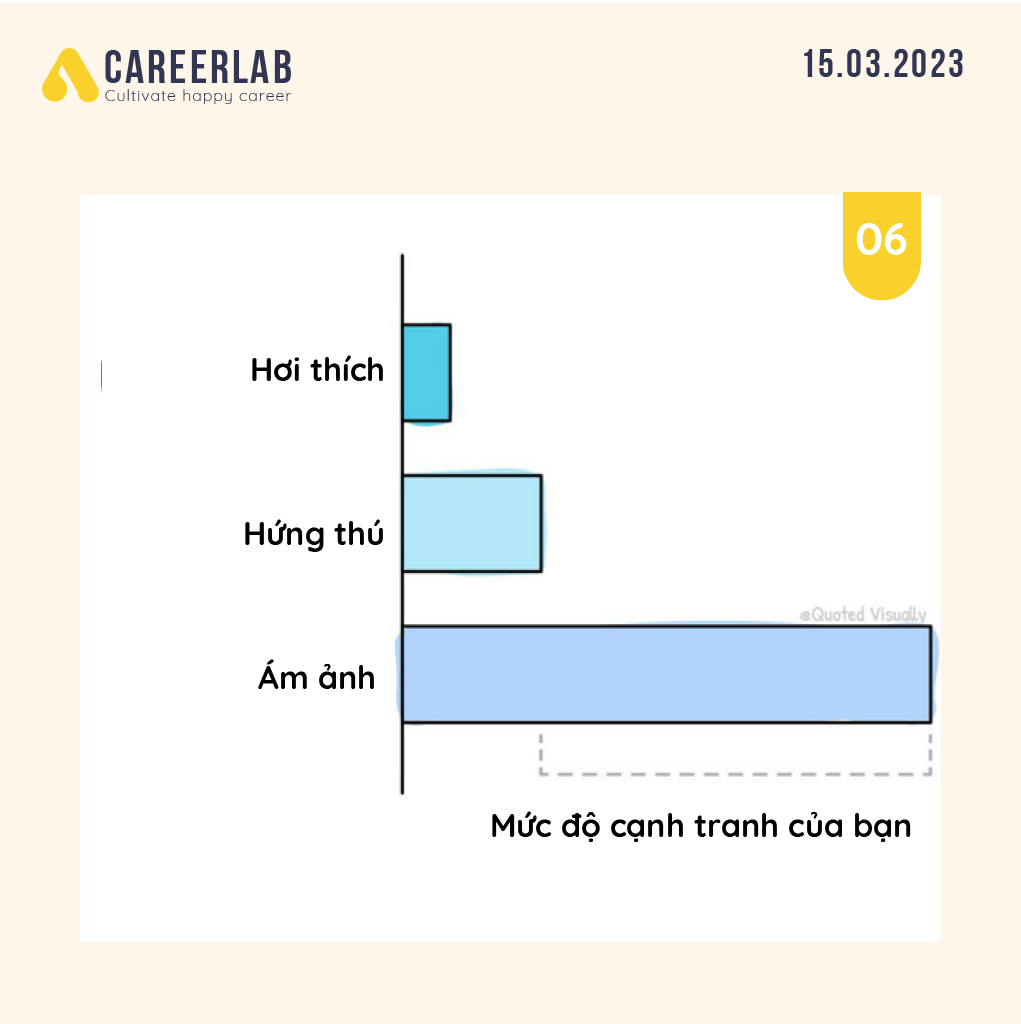 CAREERLAB
Cultivate happy career
15.03.2023
06
Hơi thích
Hứng thú
@Quoted Visually
Ám ảnh
Mức độ cạnh tranh của bạn